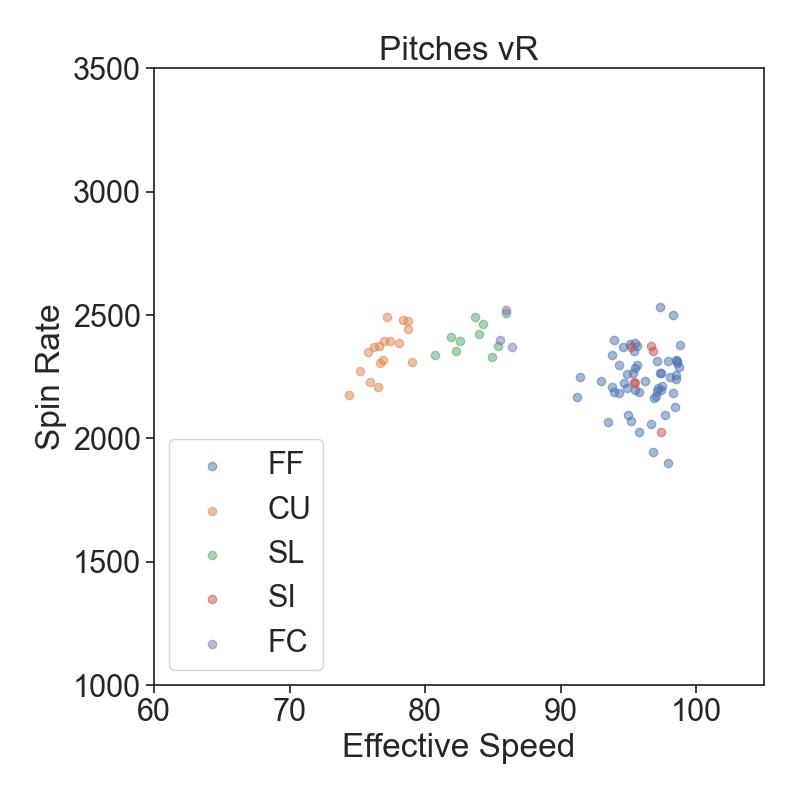 Pitches vR
3500
3000
2500
2000
1500
1000
Spin Rate
FF
CU
SL
SI
FC
60 70 80 90 100
Effective Speed